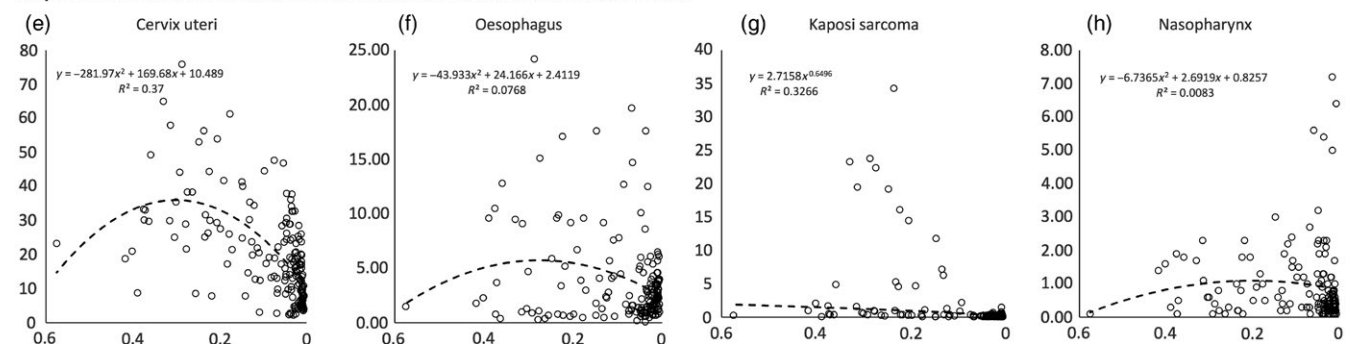 (e) Cervix uteri
80
70
60
50
40
30
20
10
0
y = −281.97x² + 169.68x + 10.489
R² = 0.37
0.6 0.4 0.2 0
(f) Oesophagus
25.00
20.00
15.00
10.00
5.00
0.00
y = −43.933x² + 24.166x + 2.4119
R² = 0.0768
0.6 0.4 0.2 0
(g) Kaposi sarcoma
40
35
30
25
20
15
10
5
0
y = 2.7158x^0.6496
R² = 0.3266
0.6 0.4 0.2 0
(h) Nasopharynx
8.00
7.00
6.00
5.00
4.00
3.00
2.00
1.00
0.00
y = −6.7365x² + 2.6919x + 0.8257
R² = 0.0083
0.6 0.4 0.2 0